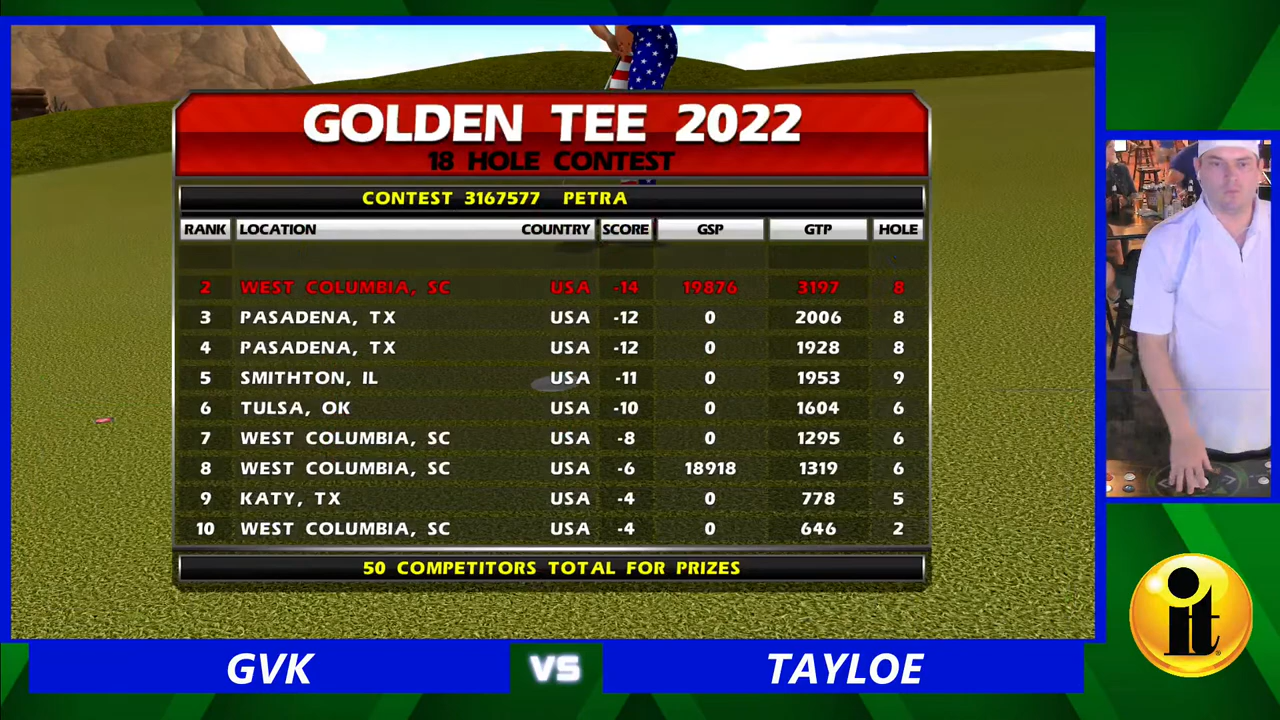 GOLDEN TEE 2022
18 HOLE CONTEST
CONTEST 3167577 PETRA
RANK LOCATION COUNTRY SCORE GSP GTP HOLE
2 WEST COLUMBIA, SC USA -14 19876 3197 8
3 PASADENA, TX USA -12 0 2006 8
4 PASADENA, TX USA -12 0 1928 8
5 SMITHTON, IL USA -11 0 1953 9
6 TULSA, OK USA -10 0 1604 6
7 WEST COLUMBIA, SC USA -8 0 1295 6
8 WEST COLUMBIA, SC USA -6 18918 1319 6
9 KATY, TX USA -4 0 778 5
10 WEST COLUMBIA, SC USA -4 0 646 2
50 COMPETITORS TOTAL FOR PRIZES
GVK VS TAYLOE
it